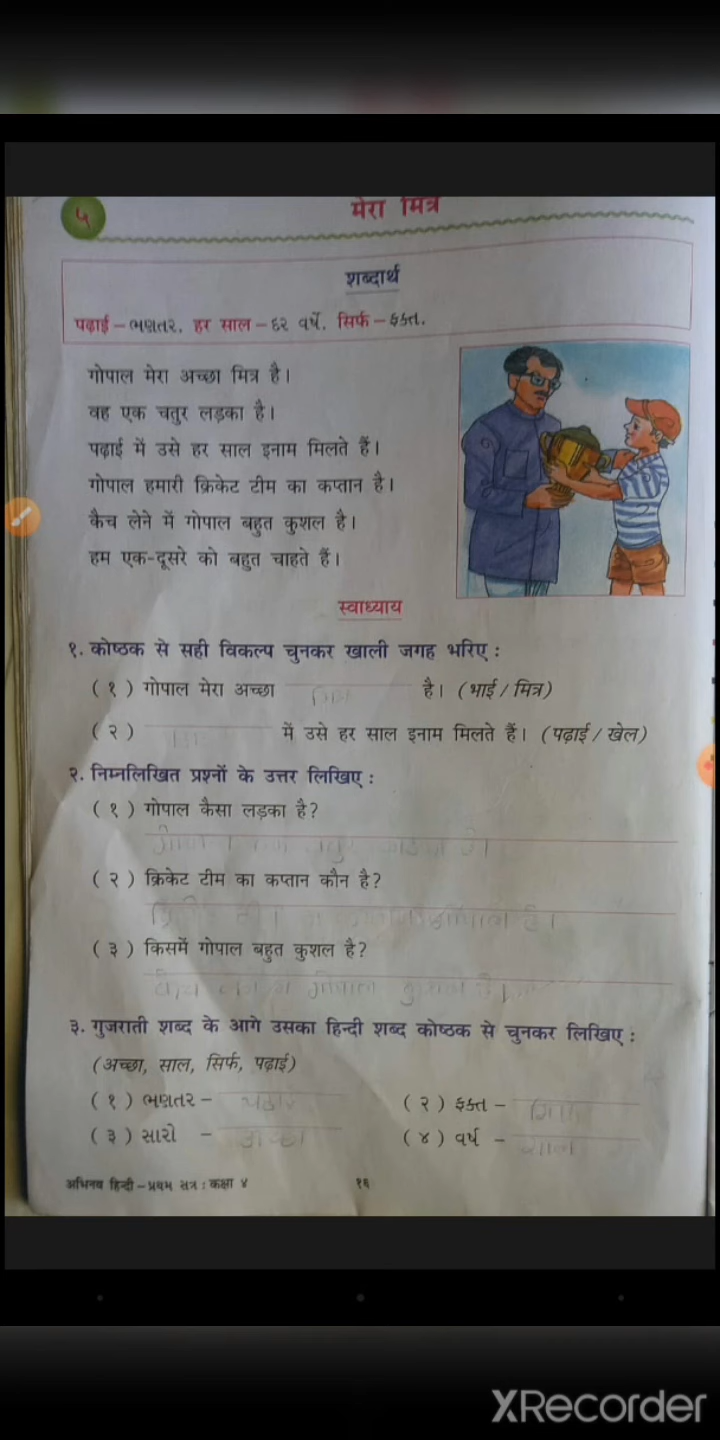 ५
मेरा मित्र
शब्दार्थ
पढ़ाई – ભણતર, हर साल – દર વર્ષે, सिर्फ – ફક્ત.
गोपाल मेरा अच्छा मित्र है।
वह एक चतुर लड़का है।
पढ़ाई में उसे हर साल इनाम मिलते हैं।
गोपाल हमारी क्रिकेट टीम का कप्तान है।
कैच लेने में गोपाल बहुत कुशल है।
हम एक-दूसरे को बहुत चाहते हैं।
स्वाध्याय
१. कोष्ठक से सही विकल्प चुनकर खाली जगह भरिए :
( १ ) गोपाल मेरा अच्छा है। (भाई / मित्र)
( २ ) में उसे हर साल इनाम मिलते हैं। (पढ़ाई / खेल)
२. निम्नलिखित प्रश्नों के उत्तर लिखिए :
( १ ) गोपाल कैसा लड़का है?
( २ ) क्रिकेट टीम का कप्तान कौन है?
( ३ ) किसमें गोपाल बहुत कुशल है?
३. गुजराती शब्द के आगे उसका हिन्दी शब्द कोष्ठक से चुनकर लिखिए :
(अच्छा, साल, सिर्फ, पढ़ाई)
( १ ) ભણતર – ( २ ) ફક્ત –
( ३ ) સારો – अच्छा ( ४ ) વર્ષ – साल
अभिनव हिन्दी – प्रथम सत्र : कक्षा ४ १६
XRecorder